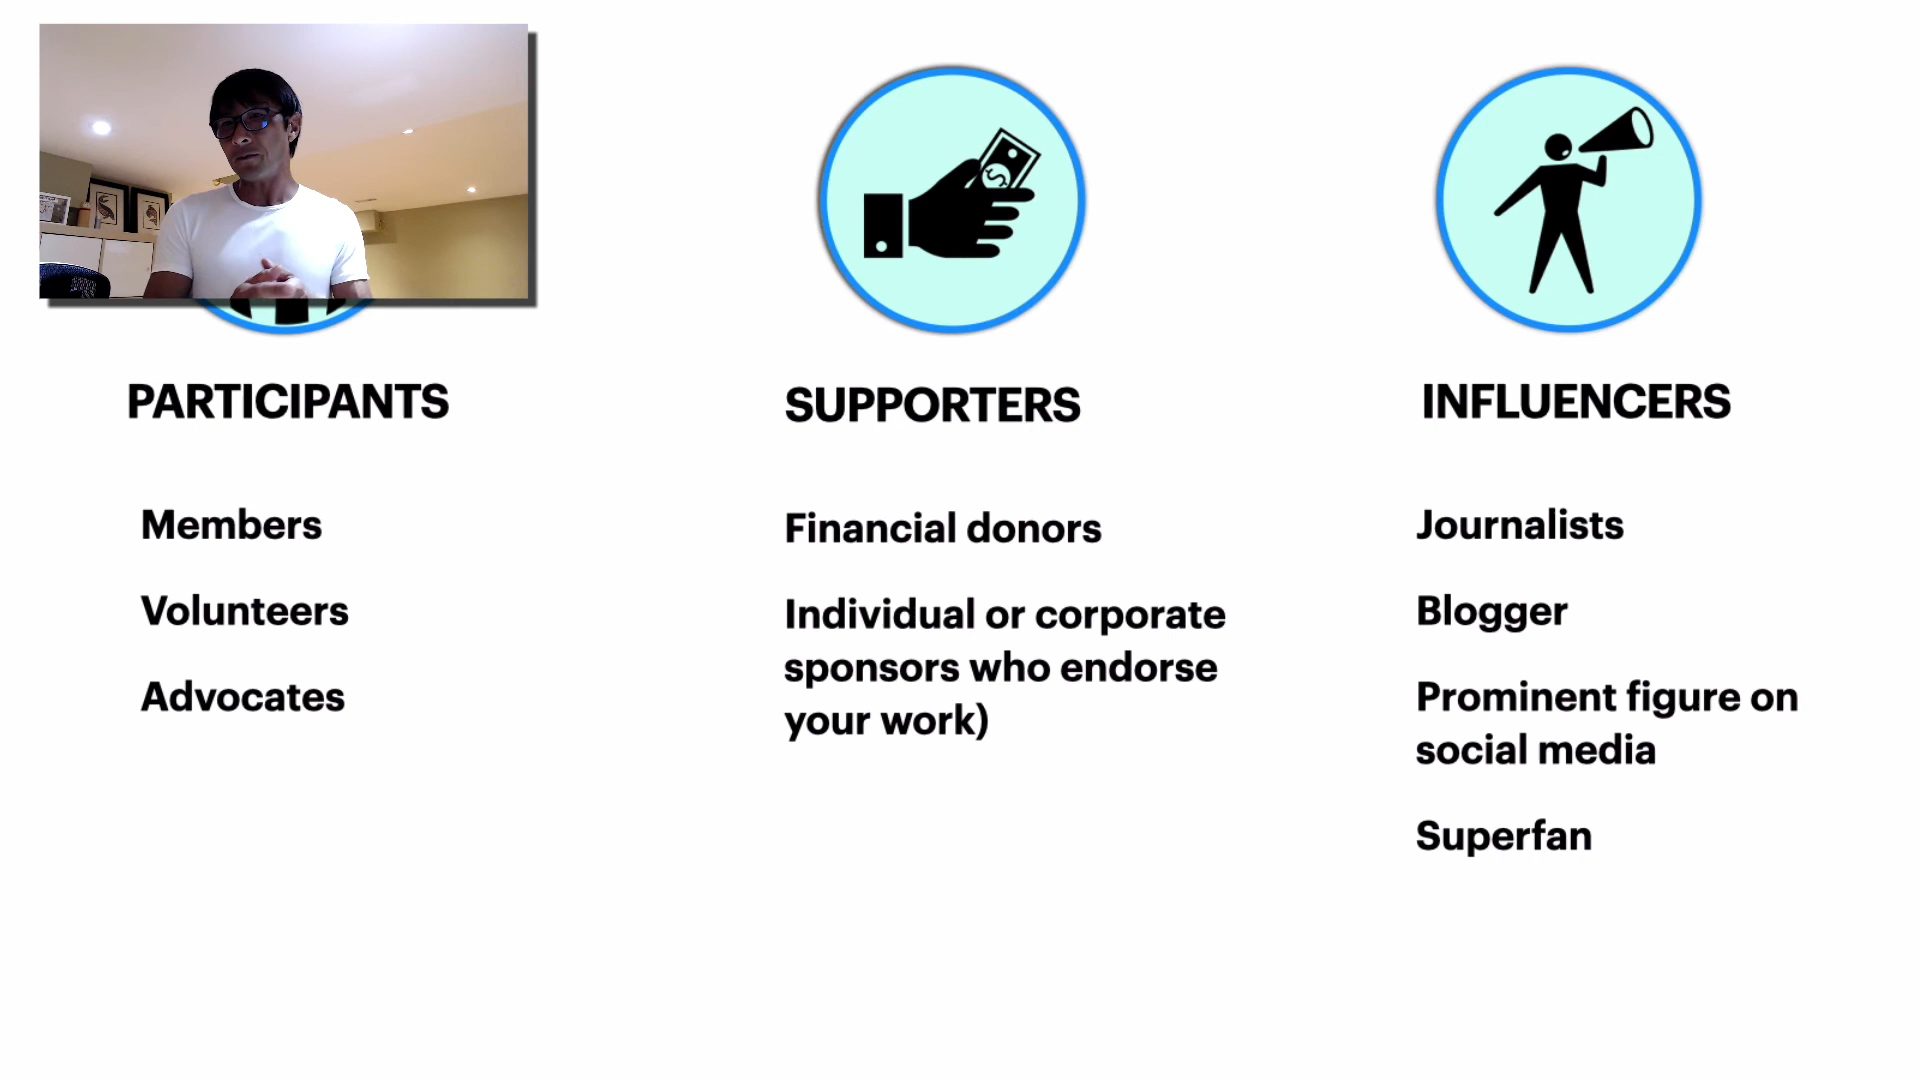 PARTICIPANTS
Members
Volunteers
Advocates
SUPPORTERS
Financial donors
Individual or corporate
sponsors who endorse
your work)
INFLUENCERS
Journalists
Blogger
Prominent figure on
social media
Superfan